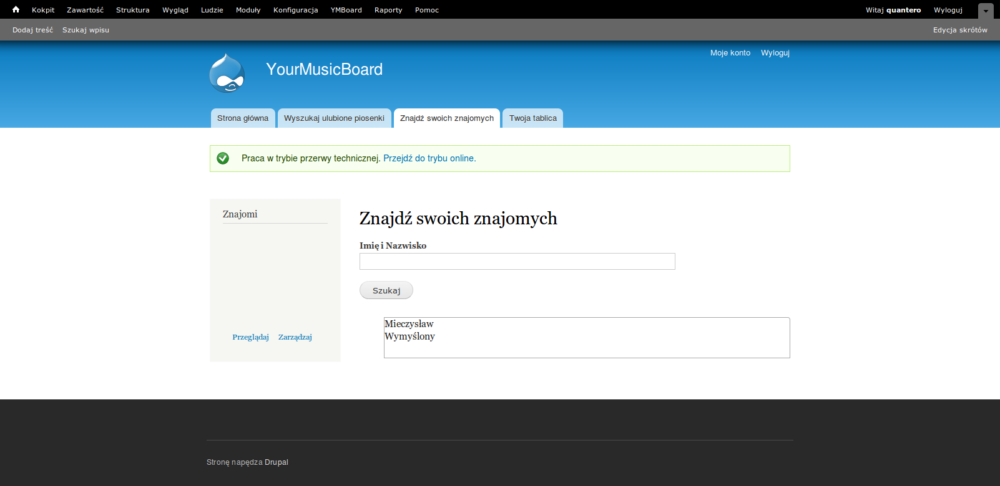 Kokpit Zawartość Struktura Wygląd Ludzie Moduły Konfiguracja YMBoard Raporty Pomoc Witaj quantero Wyloguj
Dodaj treść Szukaj wpisu Edycja skrótów
Moje konto Wyloguj
YourMusicBoard
Strona główna Wyszukaj ulubione piosenki Znajdź swoich znajomych Twoja tablica
Praca w trybie przerwy technicznej. Przejdź do trybu online.
Znajomi
Przeglądaj Zarządzaj
Znajdź swoich znajomych
Imię i Nazwisko
Szukaj
Mieczysław
Wymyślony
Stronę napędza Drupal